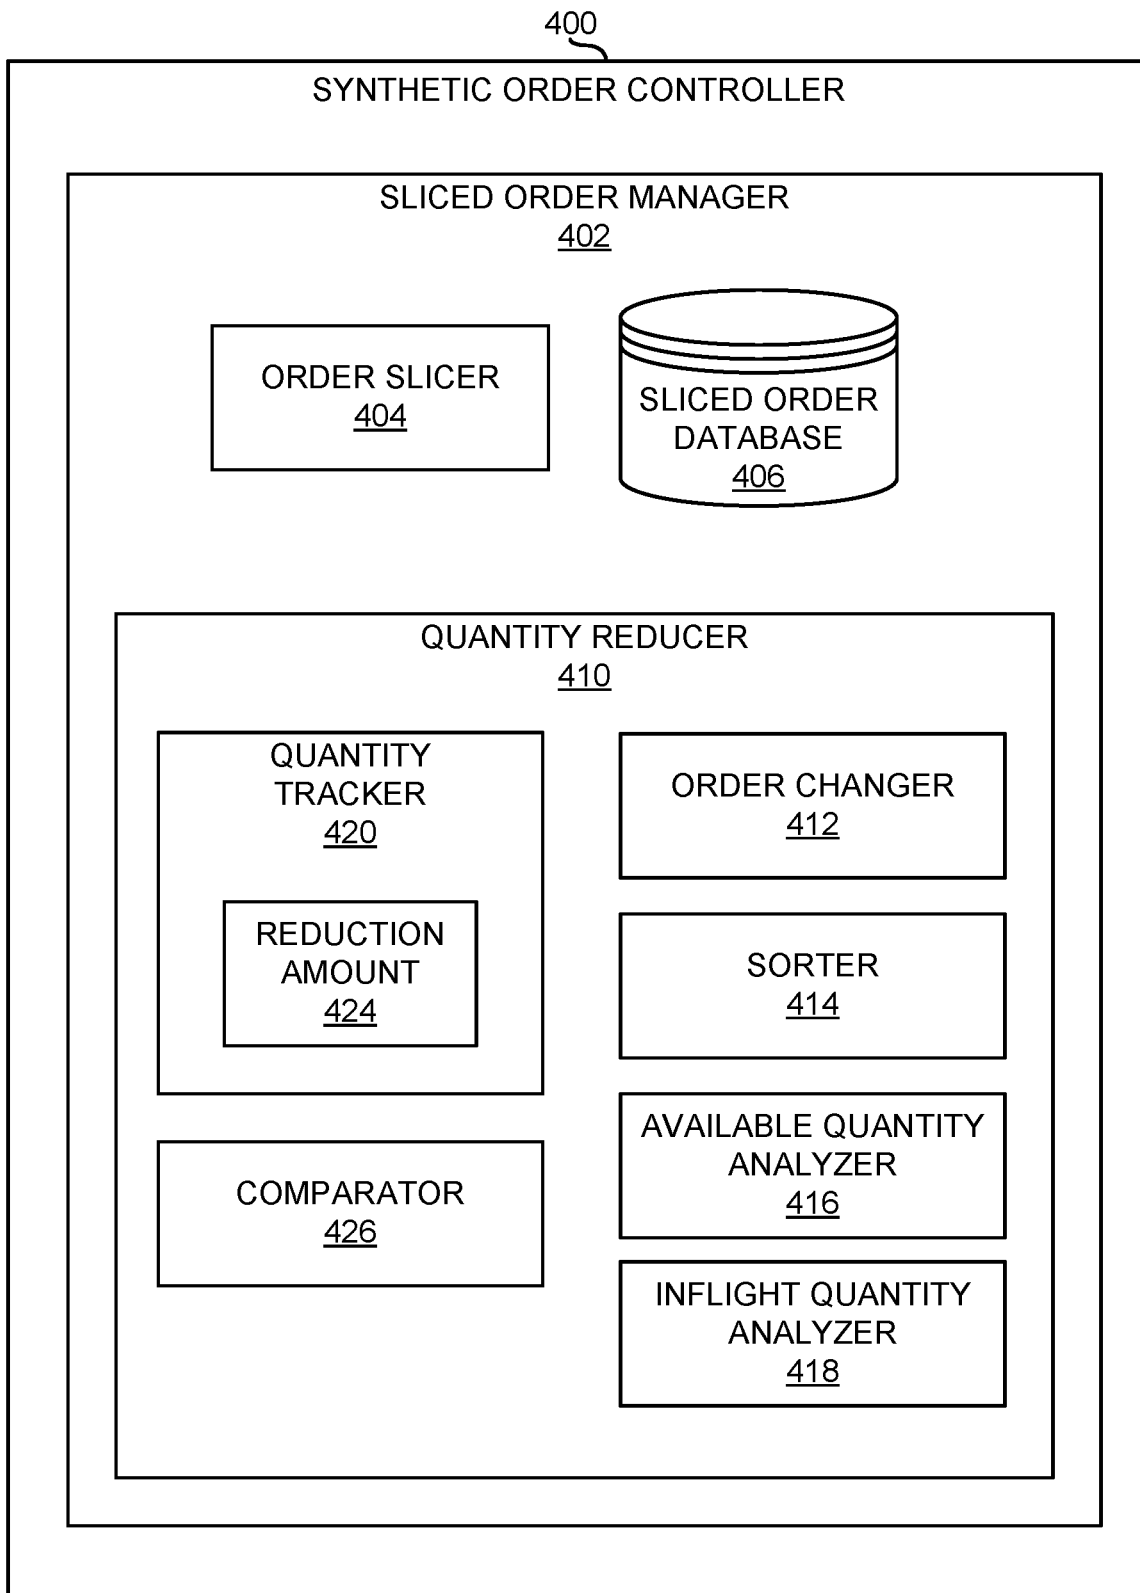 400
SYNTHETIC ORDER CONTROLLER
SLICED ORDER MANAGER
402
ORDER SLICER
404
SLICED ORDER
DATABASE
406
QUANTITY REDUCER
410
QUANTITY
TRACKER
420
REDUCTION
AMOUNT
424
COMPARATOR
426
ORDER CHANGER
412
SORTER
414
AVAILABLE QUANTITY
ANALYZER
416
INFLIGHT QUANTITY
ANALYZER
418